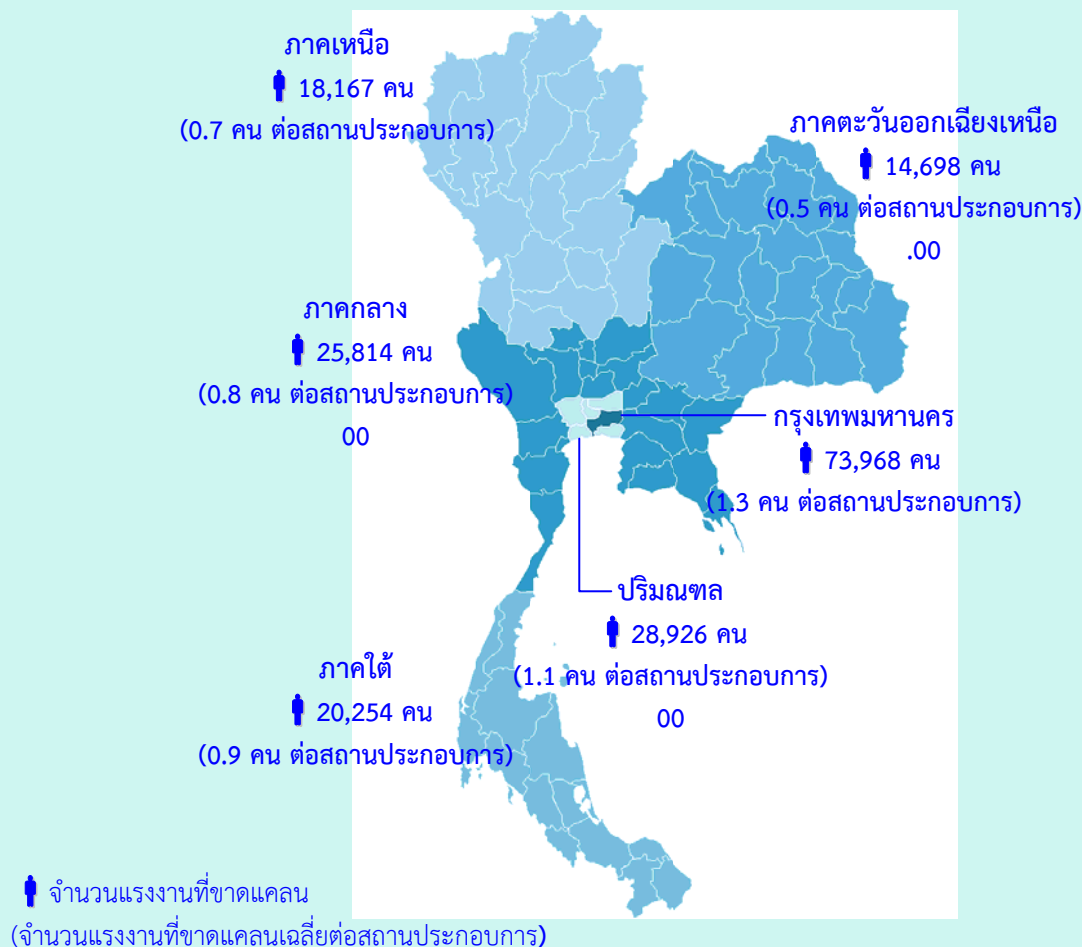 ภาคเหนือ
18,167 คน
(0.7 คน ต่อสถานประกอบการ)
ภาคตะวันออกเฉียงเหนือ
14,698 คน
(0.5 คน ต่อสถานประกอบการ)
.00
ภาคกลาง
25,814 คน
(0.8 คน ต่อสถานประกอบการ)
00
กรุงเทพมหานคร
73,968 คน
(1.3 คน ต่อสถานประกอบการ)
ปริมณฑล
28,926 คน
(1.1 คน ต่อสถานประกอบการ)
00
ภาคใต้
20,254 คน
(0.9 คน ต่อสถานประกอบการ)
จำนวนแรงงานที่ขาดแคลน
(จำนวนแรงงานที่ขาดแคลนเฉลี่ยต่อสถานประกอบการ)